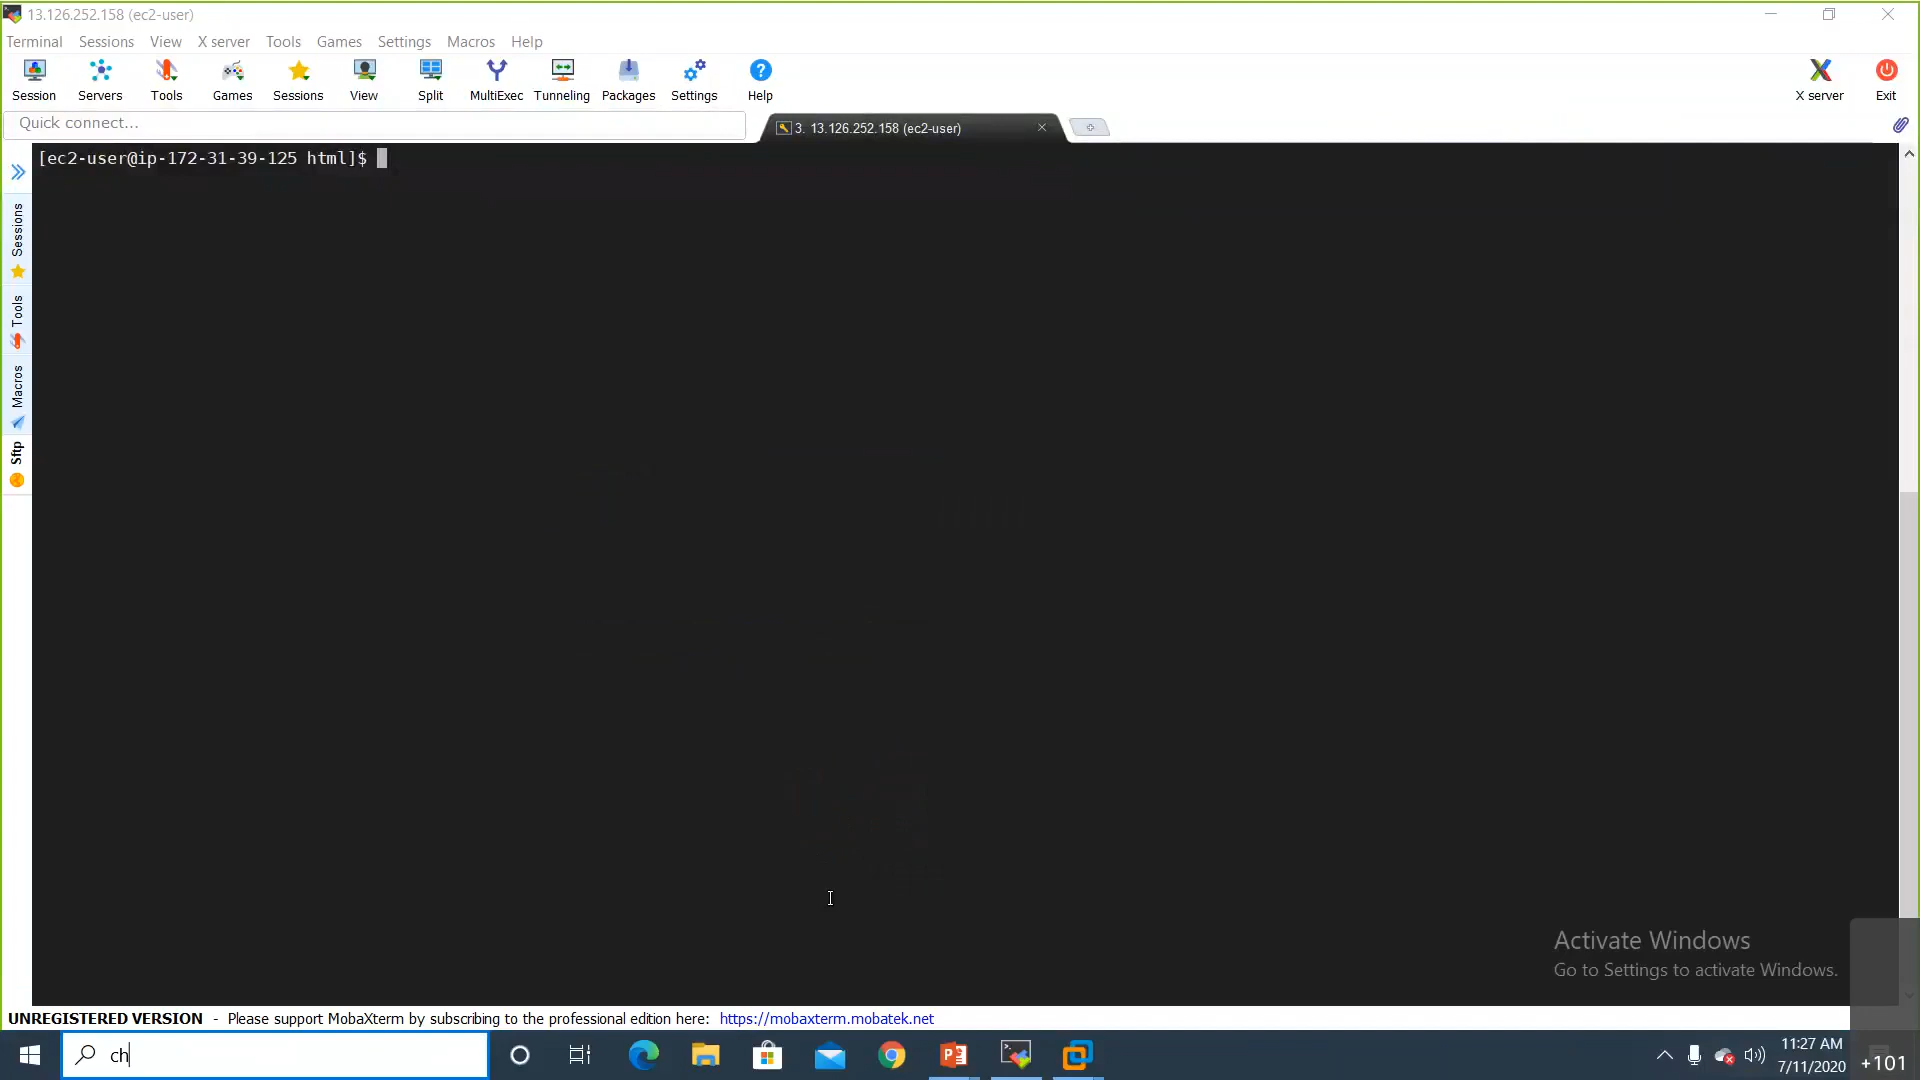 13.126.252.158 (ec2-user)
Terminal Sessions View X server Tools Games Settings Macros Help
Session Servers Tools Games Sessions View Split MultiExec Tunneling Packages Settings Help X server Exit
Quick connect...
3. 13.126.252.158 (ec2-user)
[ec2-user@ip-172-31-39-125 html]$
Sessions
Tools
Macros
Sftp
Activate Windows
Go to Settings to activate Windows.
UNREGISTERED VERSION - Please support MobaXterm by subscribing to the professional edition here: https://mobaxterm.mobatek.net
ch
11:27 AM
7/11/2020
+101